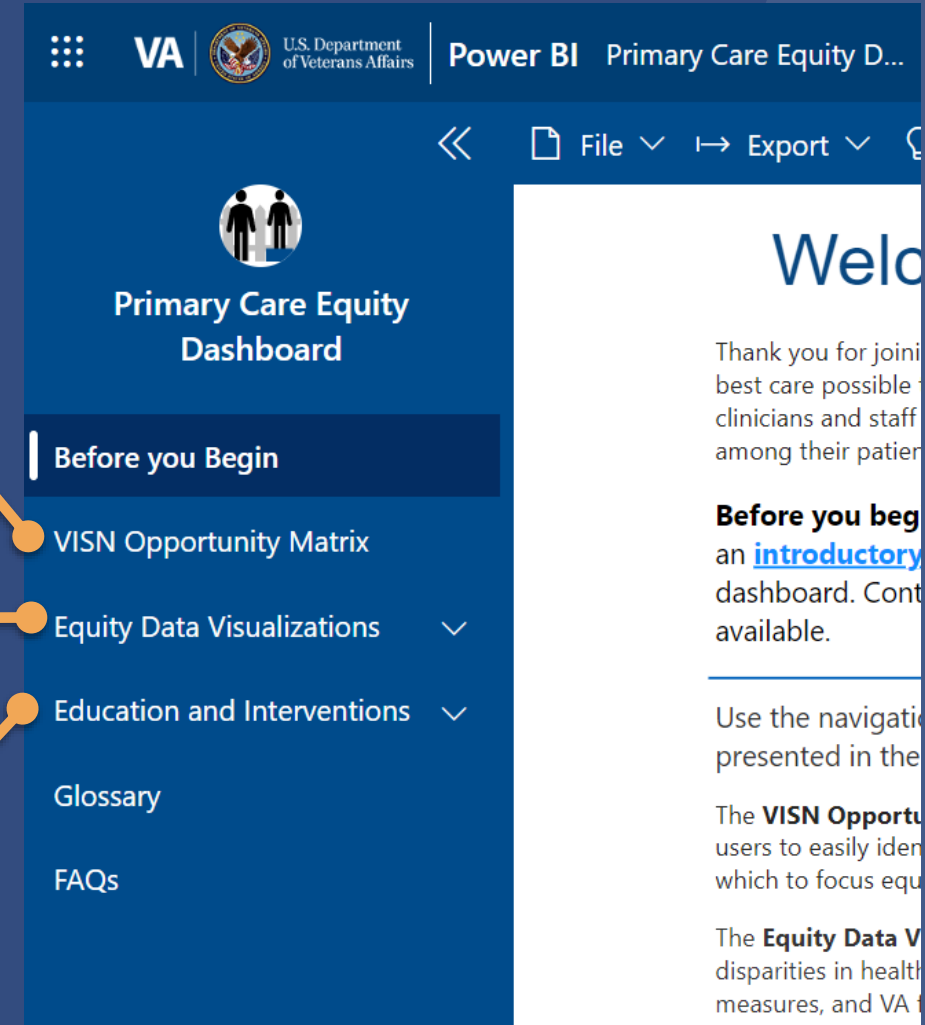 VA
U.S. Department
of Veterans Affairs
Power BI
Primary Care Equity D...
File
Export
Primary Care Equity
Dashboard
Before you Begin
VISN Opportunity Matrix
Equity Data Visualizations
Education and Interventions
Glossary
FAQs
Welc
Thank you for joini
best care possible
clinicians and staff
among their patien
Before you beg
an introductory
dashboard. Cont
available.
Use the navigatio
presented in the
The VISN Opportu
users to easily iden
which to focus equ
The Equity Data V
disparities in health
measures, and VA f